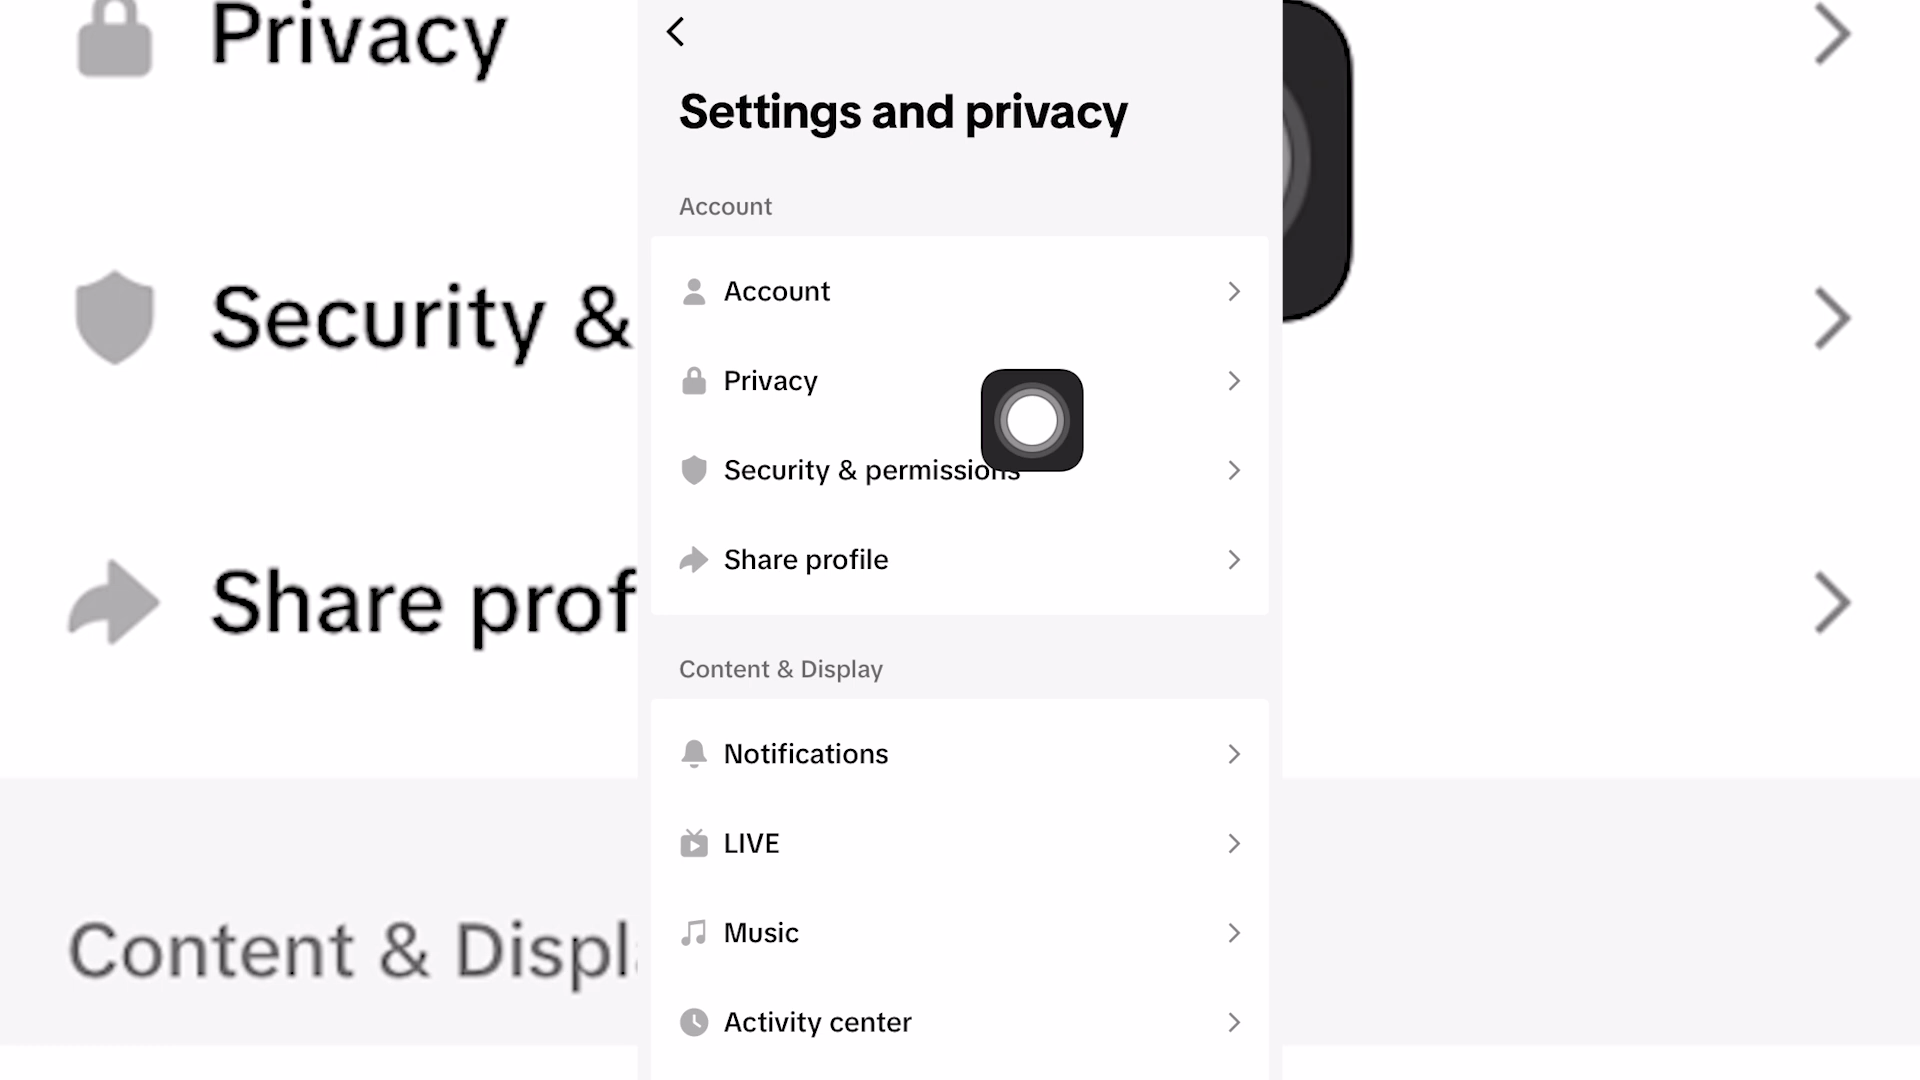 Settings and privacy
Account
Account
Privacy
Security & permissions
Share profile
Content & Display
Notifications
LIVE
Music
Activity center
Privacy
Security &
Share prof
Content & Displ